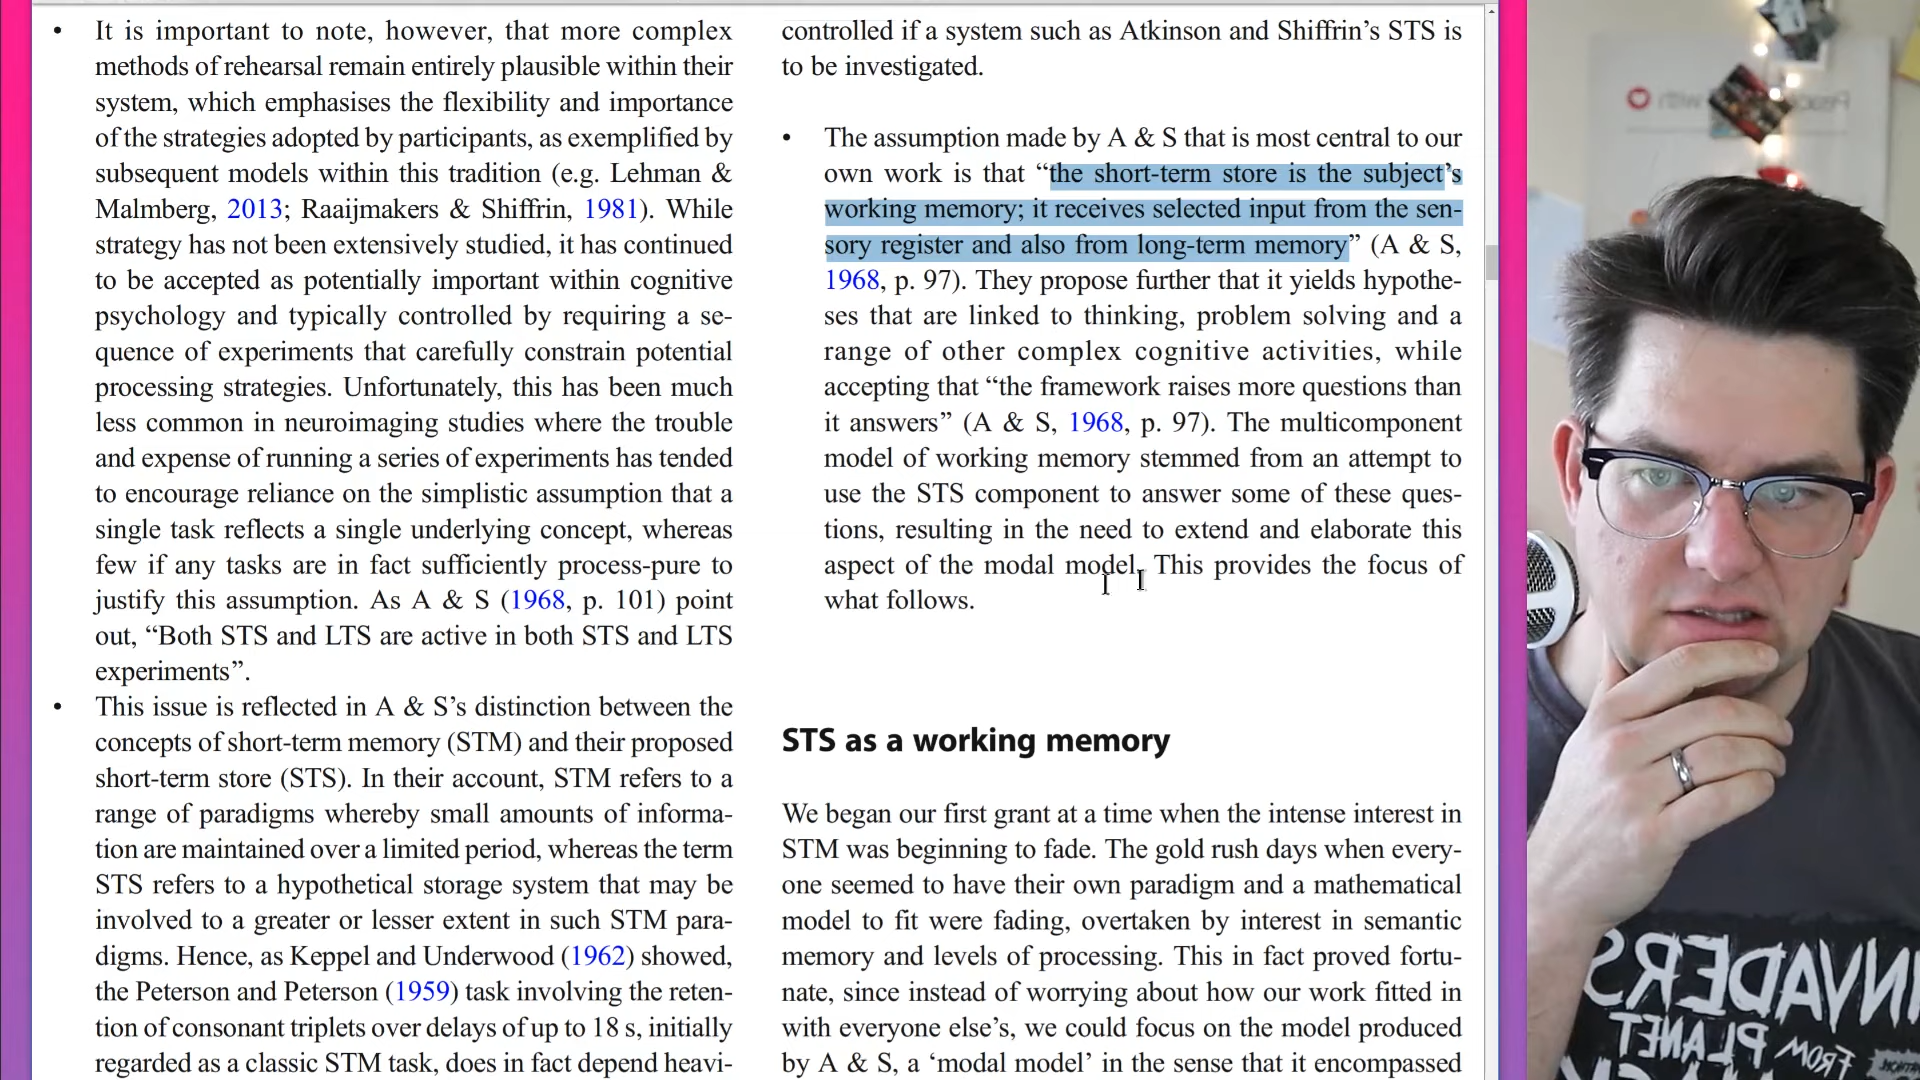 • It is important to note, however, that more complex
methods of rehearsal remain entirely plausible within their
system, which emphasises the flexibility and importance
of the strategies adopted by participants, as exemplified by
subsequent models within this tradition (e.g. Lehman &
Malmberg, 2013; Raaijmakers & Shiffrin, 1981). While
strategy has not been extensively studied, it has continued
to be accepted as potentially important within cognitive
psychology and typically controlled by requiring a se-
quence of experiments that carefully constrain potential
processing strategies. Unfortunately, this has been much
less common in neuroimaging studies where the trouble
and expense of running a series of experiments has tended
to encourage reliance on the simplistic assumption that a
single task reflects a single underlying concept, whereas
few if any tasks are in fact sufficiently process-pure to
justify this assumption. As A & S (1968, p. 101) point
out, “Both STS and LTS are active in both STS and LTS
experiments”.
• This issue is reflected in A & S’s distinction between the
concepts of short-term memory (STM) and their proposed
short-term store (STS). In their account, STM refers to a
range of paradigms whereby small amounts of informa-
tion are maintained over a limited period, whereas the term
STS refers to a hypothetical storage system that may be
involved to a greater or lesser extent in such STM para-
digms. Hence, as Keppel and Underwood (1962) showed,
the Peterson and Peterson (1959) task involving the reten-
tion of consonant triplets over delays of up to 18 s, initially
regarded as a classic STM task, does in fact depend heavi-
controlled if a system such as Atkinson and Shiffrin’s STS is
to be investigated.
• The assumption made by A & S that is most central to our
own work is that “the short-term store is the subject’s
working memory; it receives selected input from the sen-
sory register and also from long-term memory” (A & S,
1968, p. 97). They propose further that it yields hypothe-
ses that are linked to thinking, problem solving and a
range of other complex cognitive activities, while
accepting that “the framework raises more questions than
it answers” (A & S, 1968, p. 97). The multicomponent
model of working memory stemmed from an attempt to
use the STS component to answer some of these ques-
tions, resulting in the need to extend and elaborate this
aspect of the modal model. This provides the focus of
what follows.
STS as a working memory
We began our first grant at a time when the intense interest in
STM was beginning to fade. The gold rush days when every-
one seemed to have their own paradigm and a mathematical
model to fit were fading, overtaken by interest in semantic
memory and levels of processing. This in fact proved fortu-
nate, since instead of worrying about how our work fitted in
with everyone else’s, we could focus on the model produced
by A & S, a ‘modal model’ in the sense that it encompassed
INVADERS
FROM PLANET